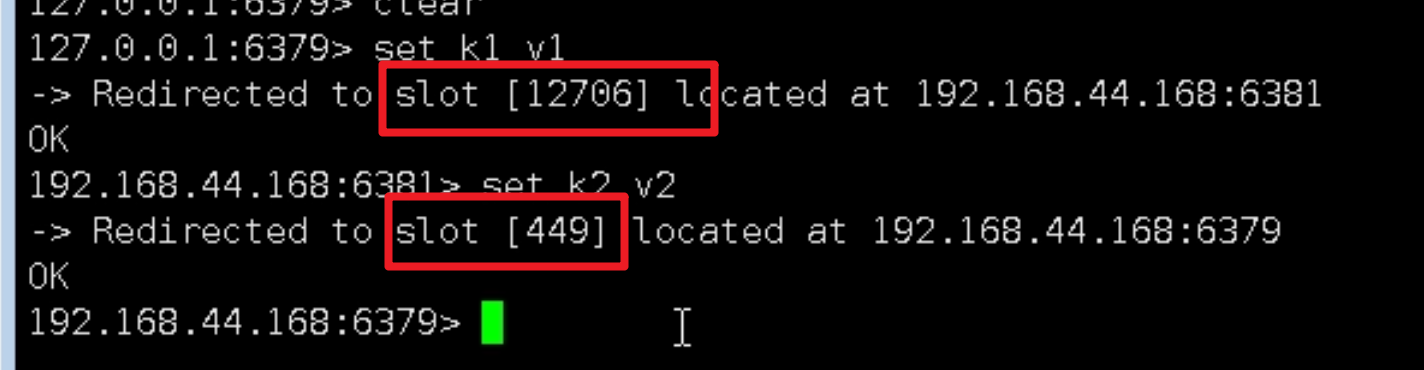 127.0.0.1:6379> clear
127.0.0.1:6379> set k1 v1
-> Redirected to slot [12706] located at 192.168.44.168:6381
OK
192.168.44.168:6381> set k2 v2
-> Redirected to slot [449] located at 192.168.44.168:6379
OK
192.168.44.168:6379>